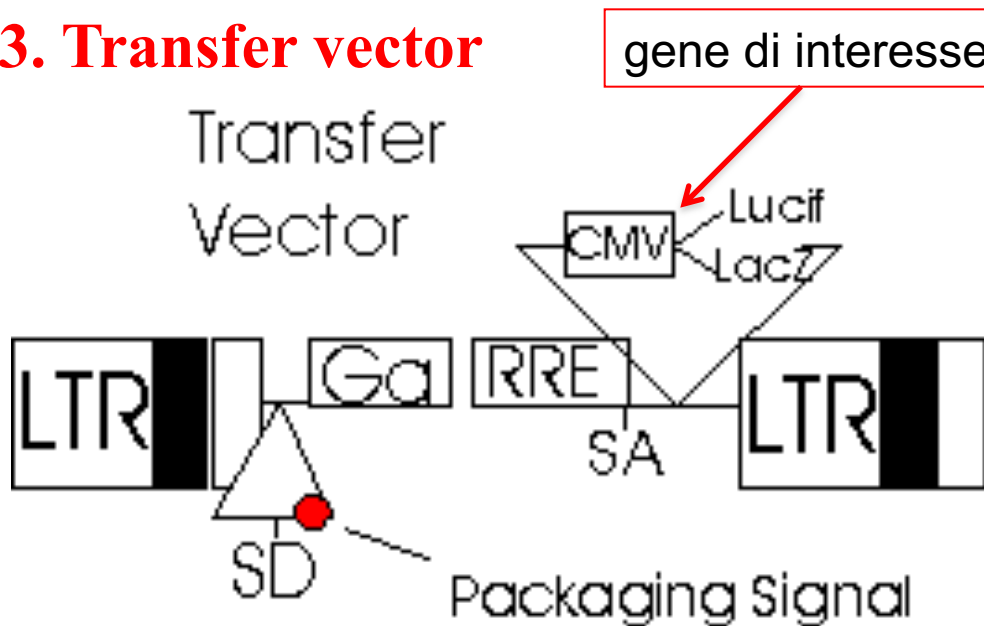 3. Transfer vector
gene di interesse
Transfer
Vector
CMV
Lucif
LacZ
LTR
Ga
RRE
LTR
SA
SD
Packaging Signal